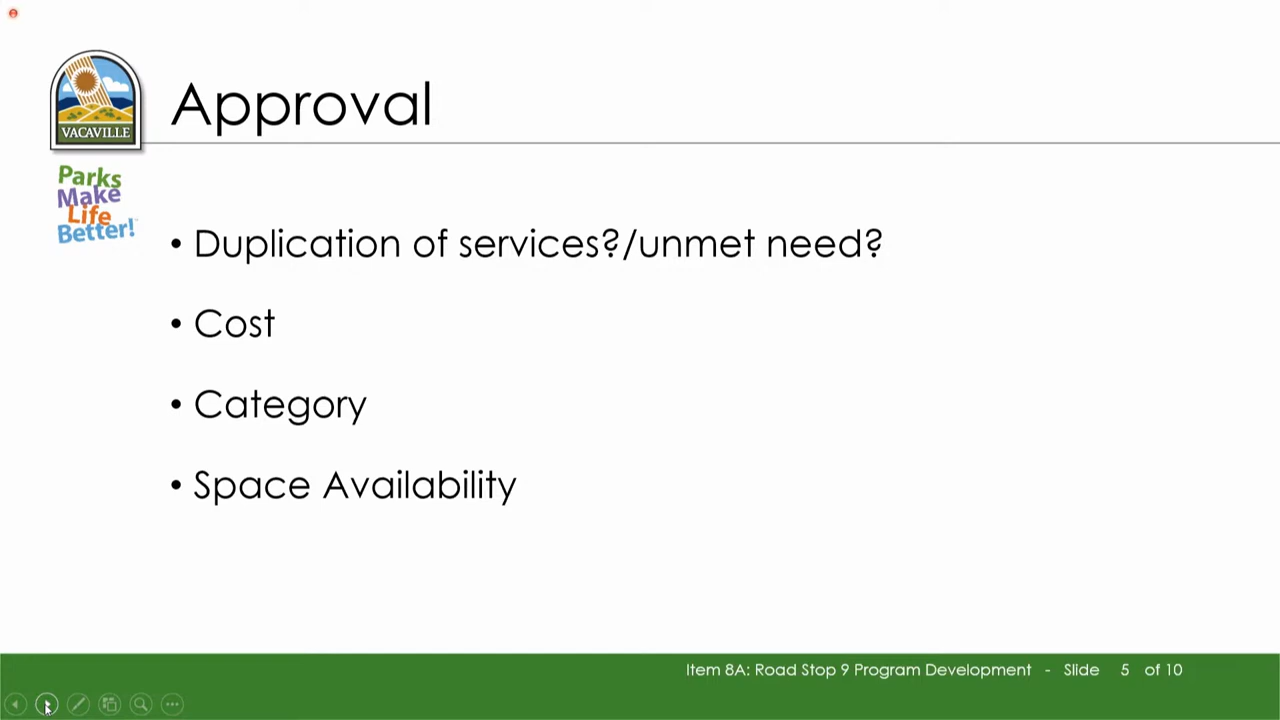 Approval
VACAVILLE
Parks
Make
Life
Better!
• Duplication of services?/unmet need?
• Cost
• Category
• Space Availability
Item 8A: Road Stop 9 Program Development - Slide 5 of 10